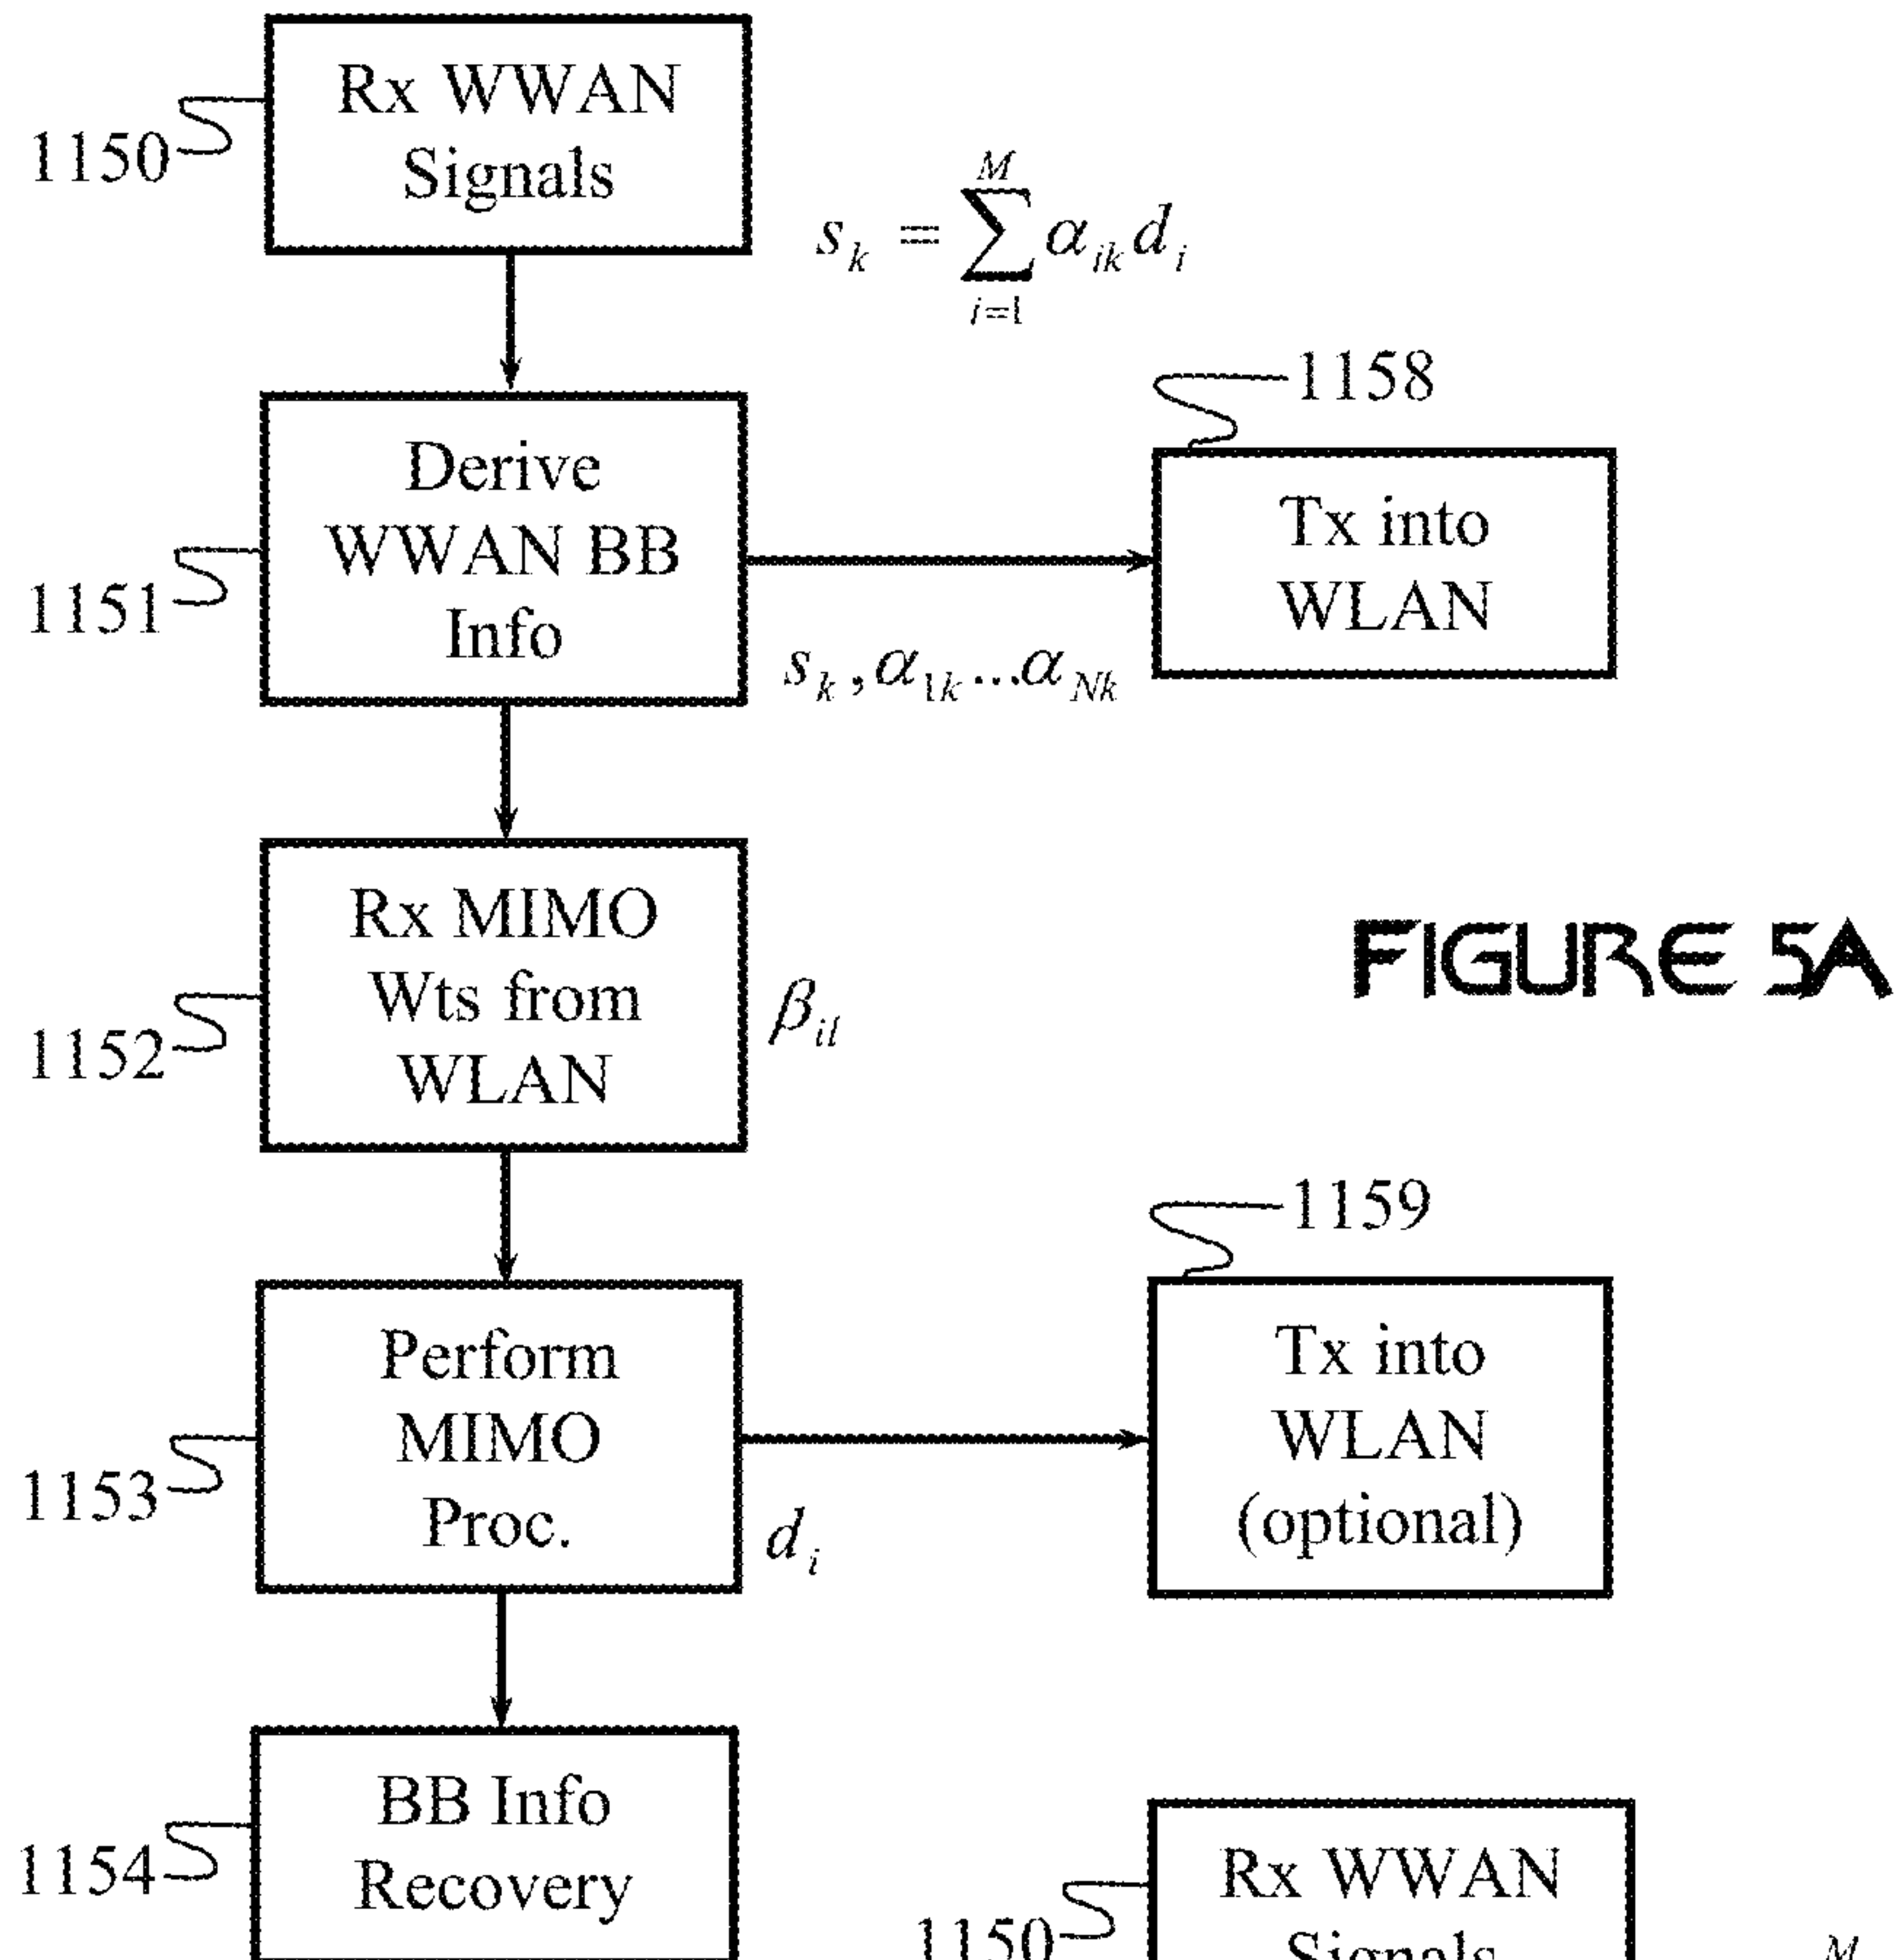 Rx WWAN
Signals
1150
s_k = \sum_{i=1}^{M} α_{ik} d_i
1158
Derive
WWAN BB
Info
1151
Tx into
WLAN
s_k, α_{1k}...α_{Nk}
Rx MIMO
Wts from
WLAN
1152
β_{il}
FIGURE 5A
1159
Perform
MIMO
Proc.
1153
Tx into
WLAN
(optional)
d_i
BB Info
Recovery
1154
Rx WWAN
Signals
1150
M